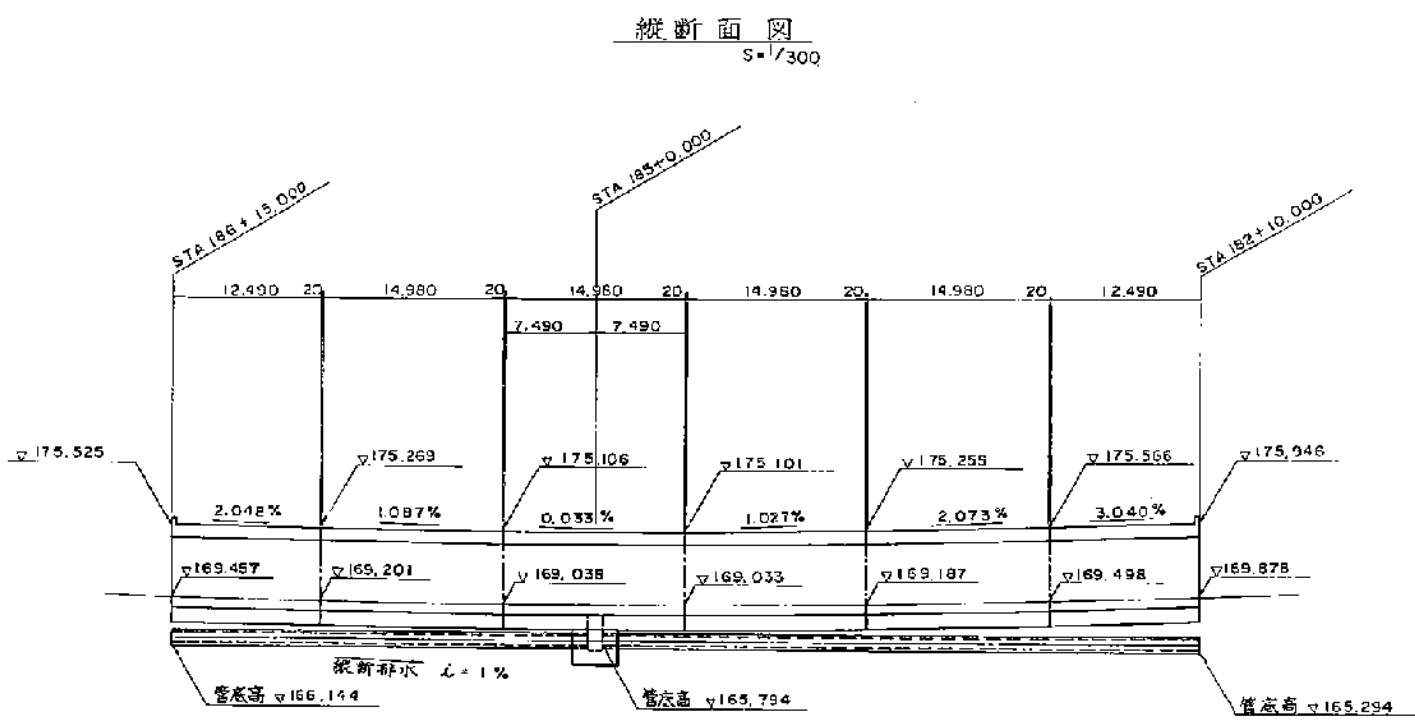 縦断面図
S=1/300
STA 186+15.000
STA 185+0.000
STA 182+10.000
12.490 20 14.980 20 14.980 20 14.980 20 14.980 20 12.490
7.490 7.490
▽175.525
▽175.269
▽175.106
▽175.101
▽175.255
▽175.566
▽175.946
2.048% 1.087% 0.033% 1.027% 2.073% 3.040%
▽169.457
▽169.201
▽169.038
▽169.033
▽169.187
▽169.498
▽169.878
縦断排水 i=1%
管底高 ▽166.144
管底高 ▽165.794
管底高 ▽165.294